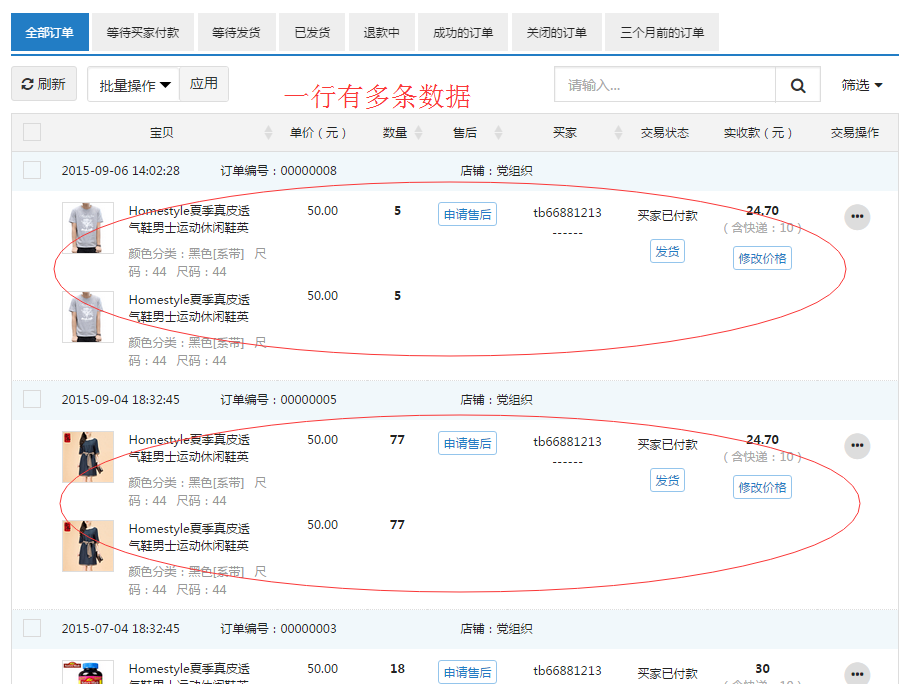 全部订单 等待买家付款 等待发货 已发货 退款中 成功的订单 关闭的订单 三个月前的订单
刷新 批量操作 应用 一行有多条数据 请输入... 筛选
宝贝 单价（元） 数量 售后 买家 交易状态 实收款（元） 交易操作
2015-09-06 14:02:28 订单编号：00000008 店铺：党组织
Homestyle夏季真皮透 50.00 5 申请售后 tb66881213 买家已付款 24.70
气鞋男士运动休闲鞋英 ------ （含快递：10）
颜色分类：黑色[系带] 尺 发货 修改价格
码：44 尺码：44
Homestyle夏季真皮透 50.00 5
气鞋男士运动休闲鞋英
颜色分类：黑色[系带] 尺
码：44 尺码：44
2015-09-04 18:32:45 订单编号：00000005 店铺：党组织
Homestyle夏季真皮透 50.00 77 申请售后 tb66881213 买家已付款 24.70
气鞋男士运动休闲鞋英 ------ （含快递：10）
颜色分类：黑色[系带] 尺 发货 修改价格
码：44 尺码：44
Homestyle夏季真皮透 50.00 77
气鞋男士运动休闲鞋英
颜色分类：黑色[系带] 尺
码：44 尺码：44
2015-07-04 18:32:45 订单编号：00000003 店铺：党组织
Homestyle夏季真皮透 50.00 18 申请售后 tb66881213 买家已付款 30